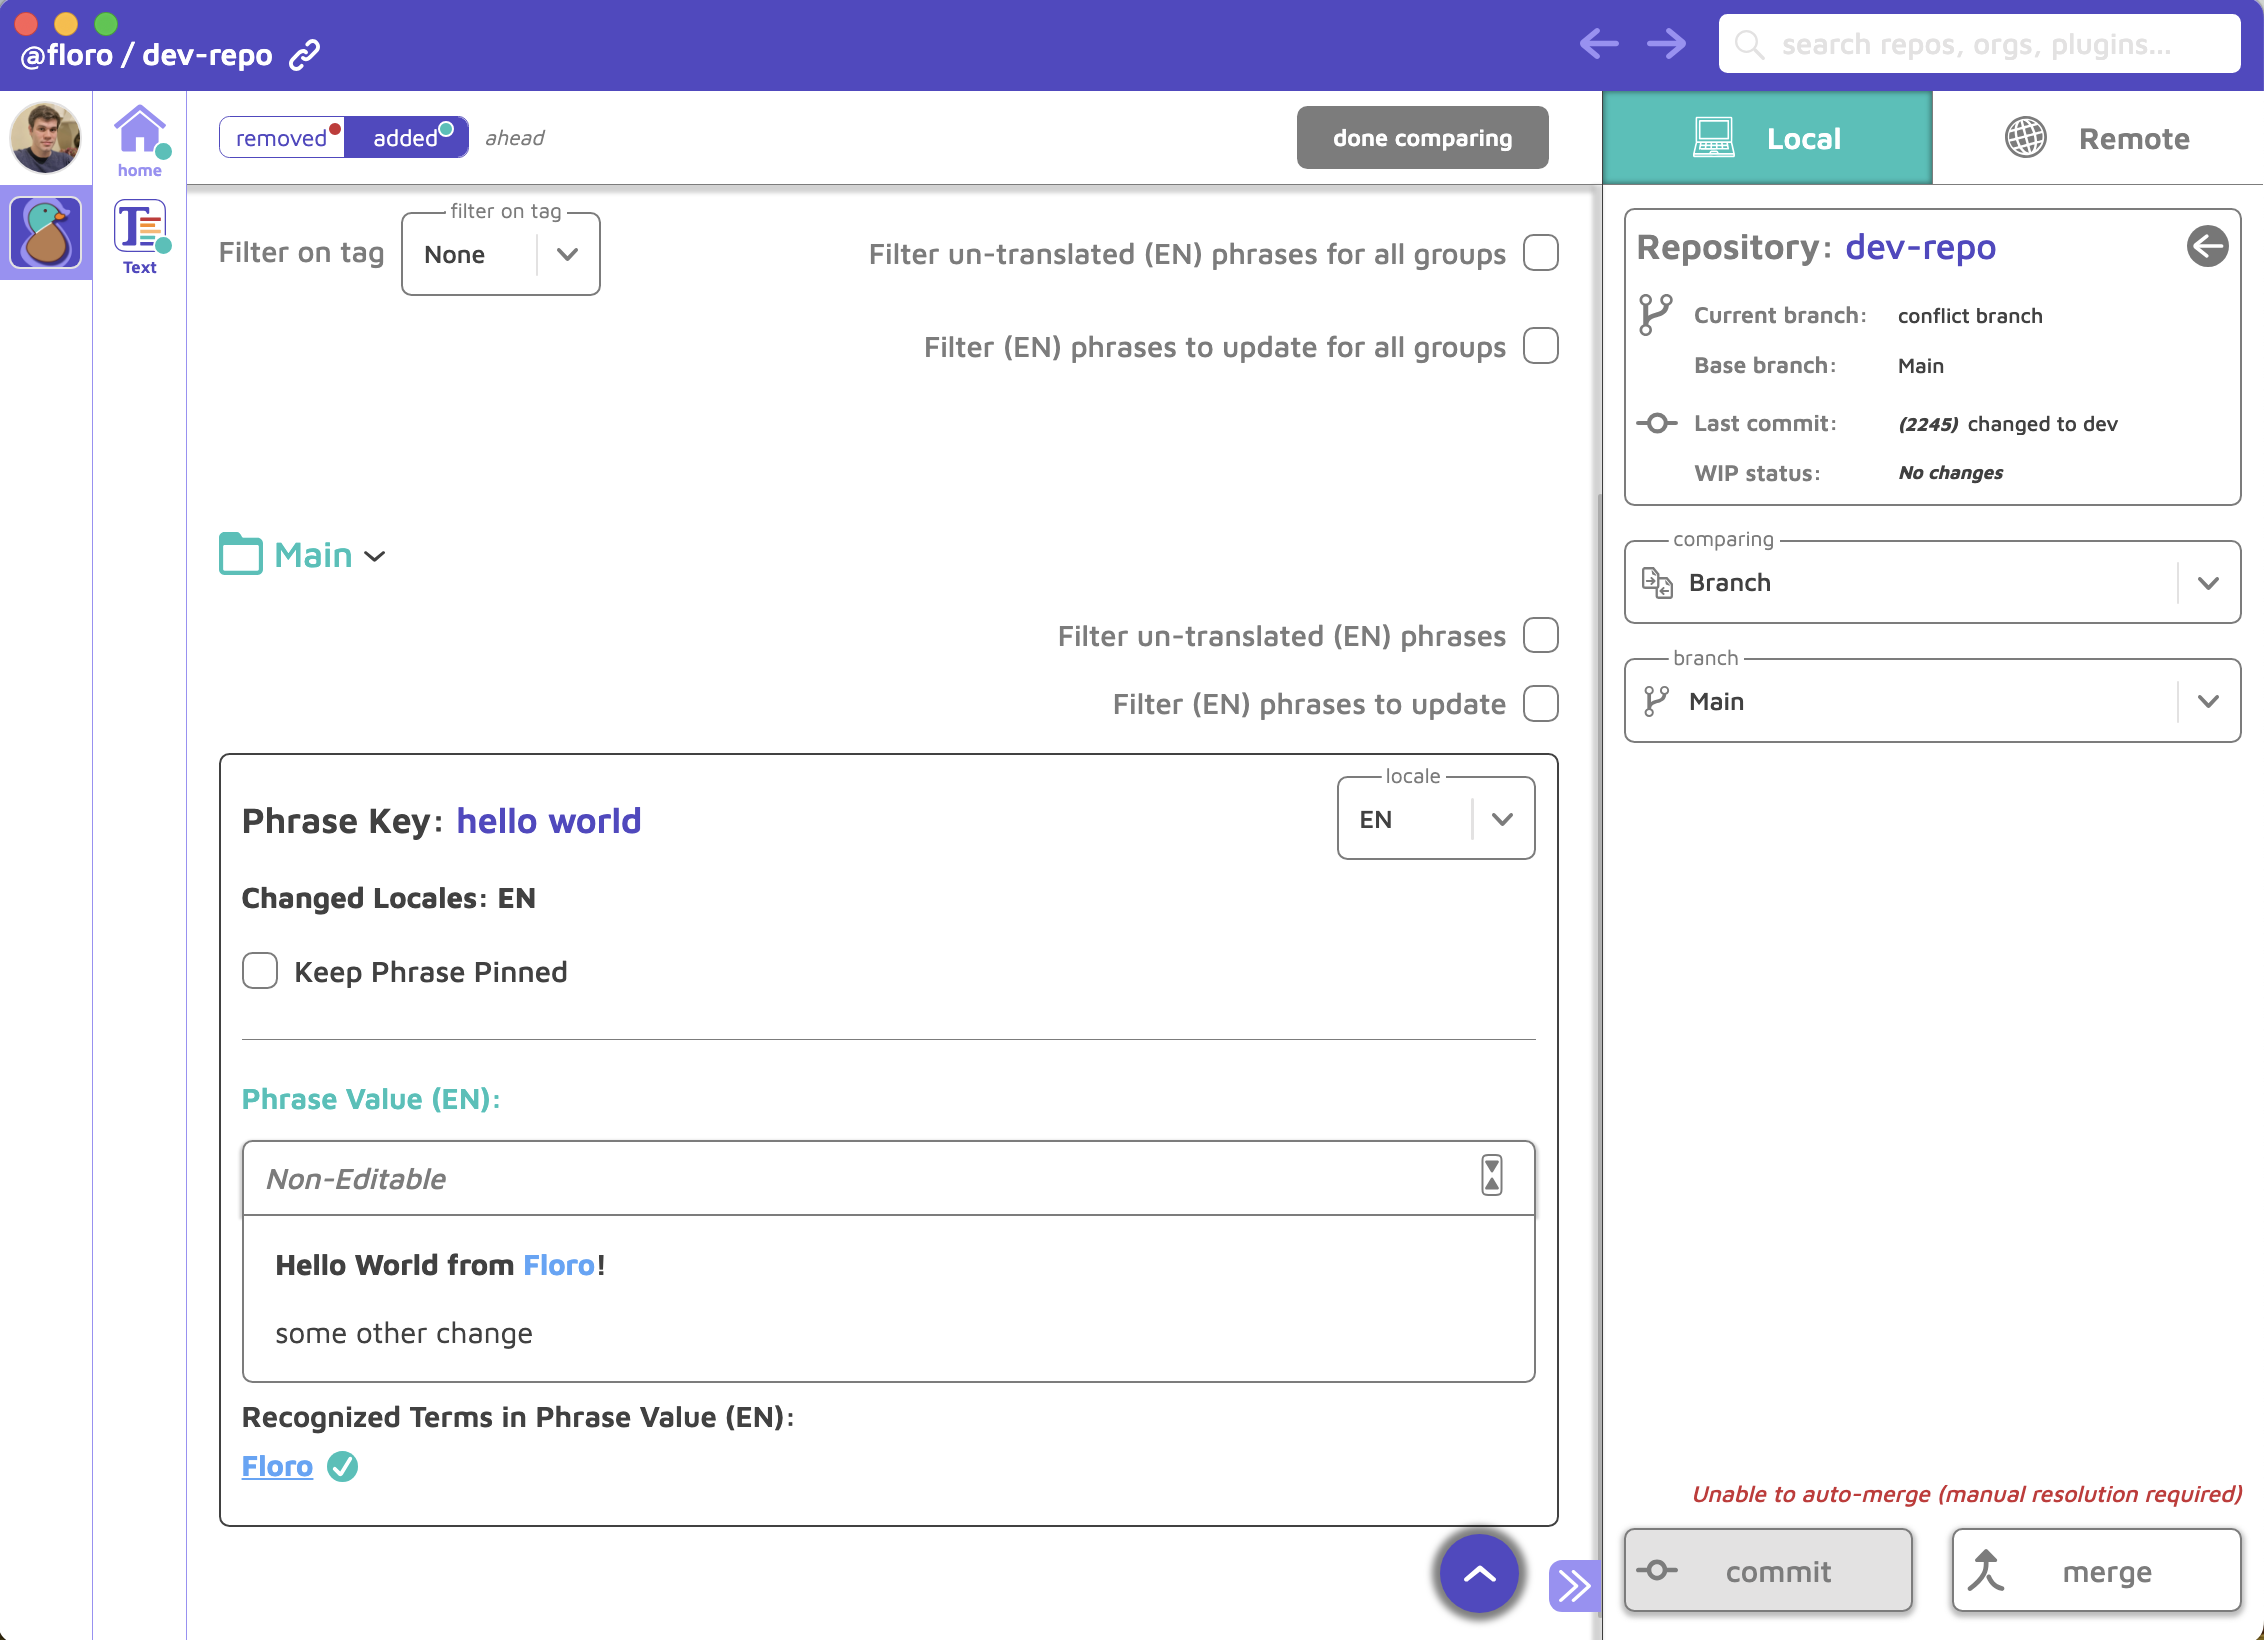 @floro / dev-repo
search repos, orgs, plugins...
home
Text
removed added ahead
done comparing
Local
Remote
filter on tag
Filter on tag None
Filter un-translated (EN) phrases for all groups
Filter (EN) phrases to update for all groups
Main
Filter un-translated (EN) phrases
Filter (EN) phrases to update
locale
Phrase Key: hello world
EN
Changed Locales: EN
Keep Phrase Pinned
Phrase Value (EN):
Non-Editable
Hello World from Floro!
some other change
Recognized Terms in Phrase Value (EN):
Floro
Repository: dev-repo
Current branch: conflict branch
Base branch: Main
Last commit: (2245) changed to dev
WIP status: No changes
comparing
Branch
branch
Main
Unable to auto-merge (manual resolution required)
commit
merge